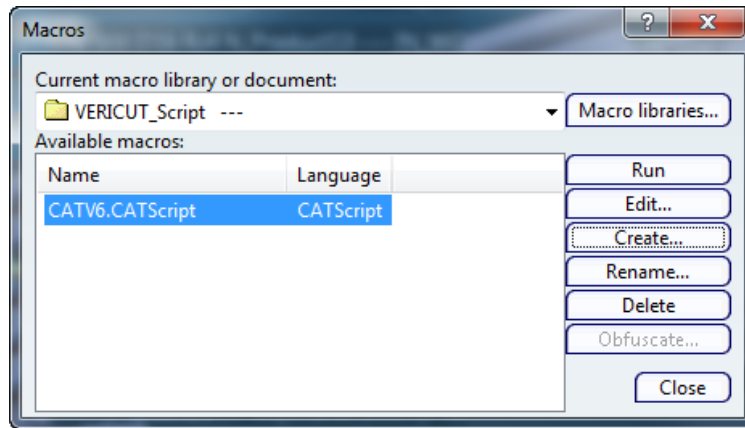 Macros
?
X
Current macro library or document:
VERICUT_Script ---
Macro libraries...
Available macros:
Name Language
CATV6.CATScript CATScript
Run
Edit...
Create...
Rename...
Delete
Obfuscate...
Close